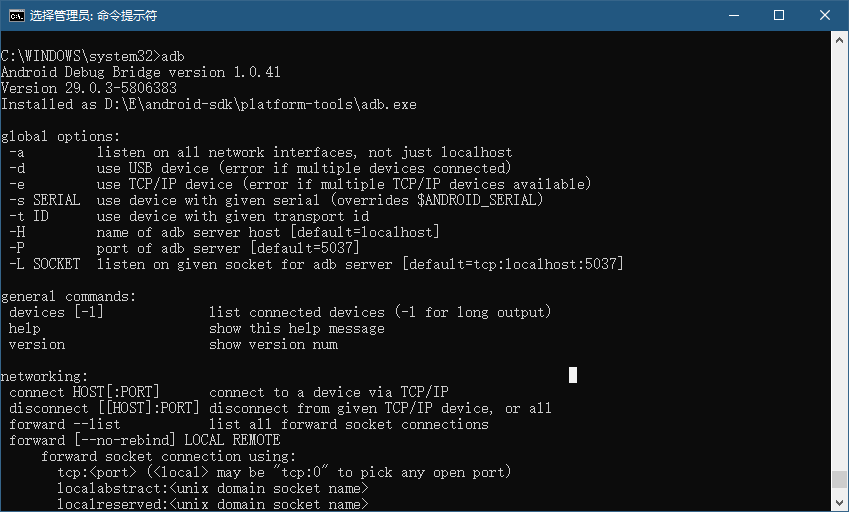 选择管理员: 命令提示符
C:\WINDOWS\system32>adb
Android Debug Bridge version 1.0.41
Version 29.0.3-5806383
Installed as D:\E\android-sdk\platform-tools\adb.exe
global options:
-a listen on all network interfaces, not just localhost
-d use USB device (error if multiple devices connected)
-e use TCP/IP device (error if multiple TCP/IP devices available)
-s SERIAL use device with given serial (overrides $ANDROID_SERIAL)
-t ID use device with given transport id
-H name of adb server host [default=localhost]
-P port of adb server [default=5037]
-L SOCKET listen on given socket for adb server [default=tcp:localhost:5037]
general commands:
devices [-l] list connected devices (-l for long output)
help show this help message
version show version num
networking:
connect HOST[:PORT] connect to a device via TCP/IP
disconnect [[HOST]:PORT] disconnect from given TCP/IP device, or all
forward --list list all forward socket connections
forward [--no-rebind] LOCAL REMOTE
forward socket connection using:
tcp:<port> (<local> may be "tcp:0" to pick any open port)
localabstract:<unix domain socket name>
localreserved:<unix domain socket name>